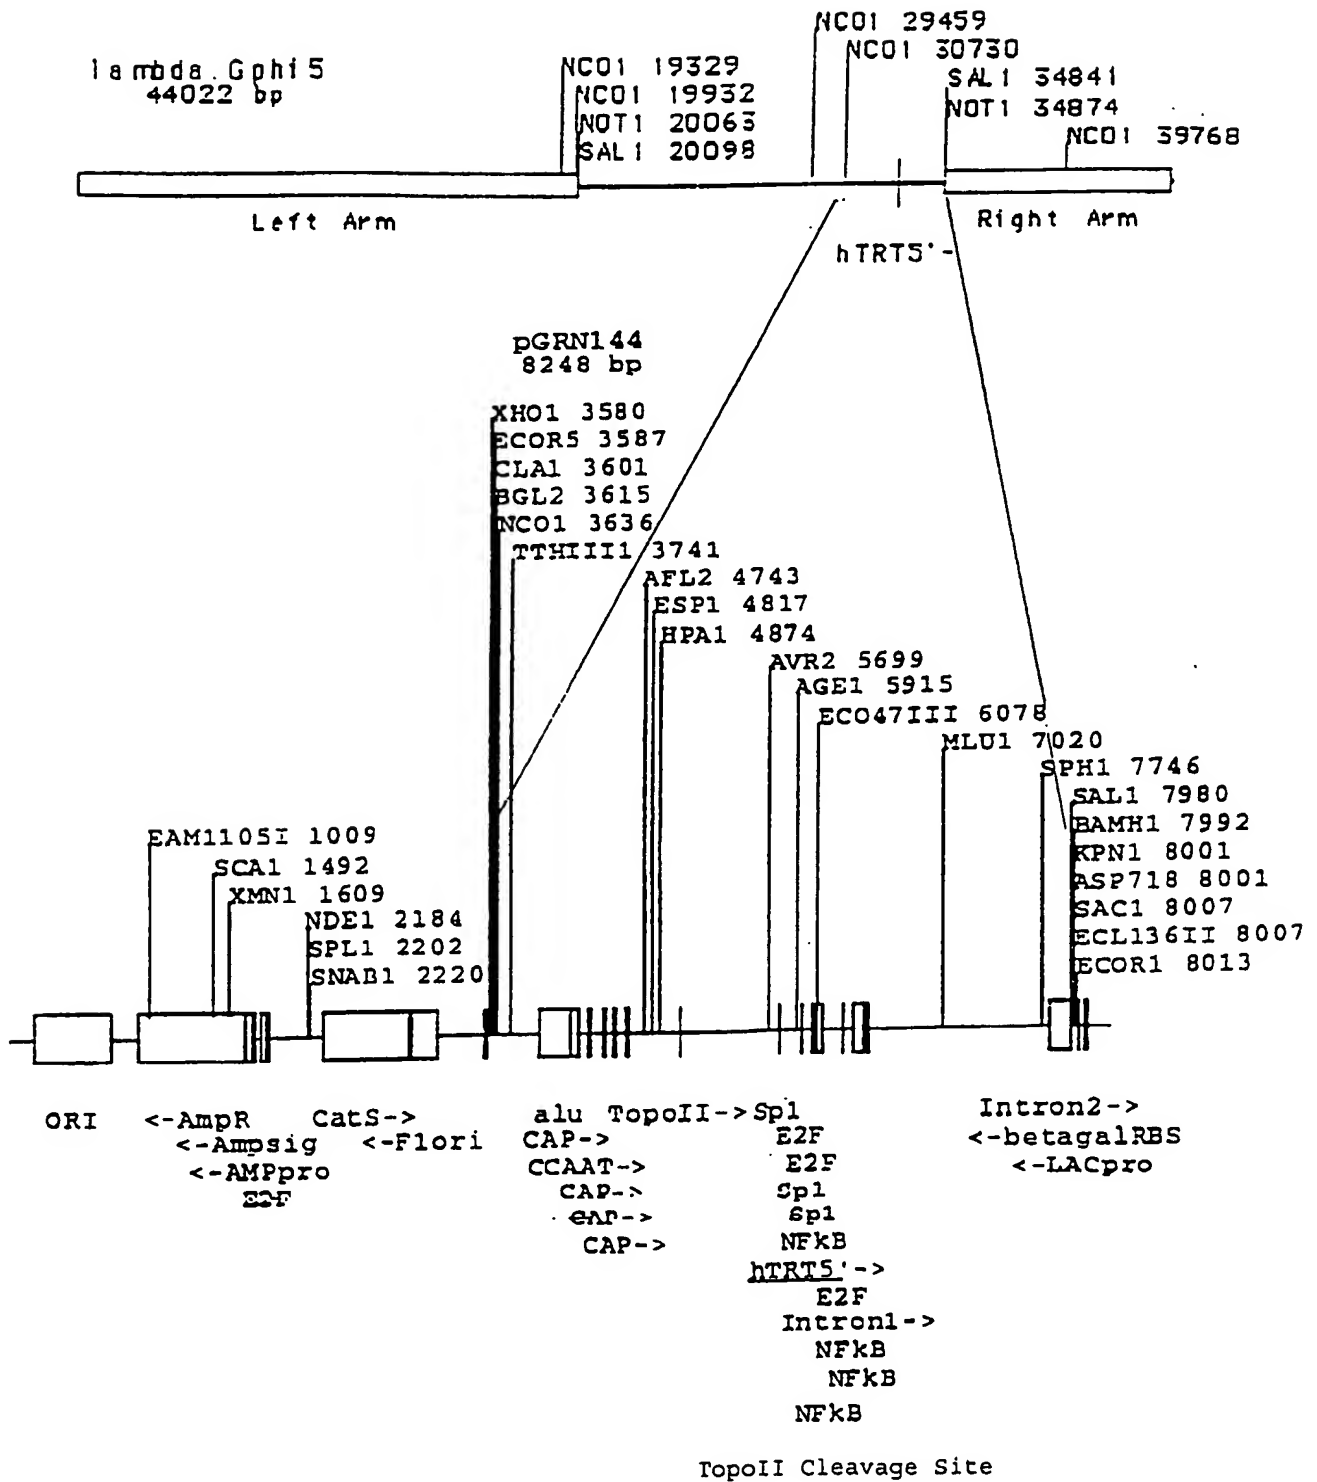 lambda.Gphi5
44022 bp
NCO1 19329
NCO1 19932
NOT1 20063
SAL1 20098
NCO1 29459
NCO1 30730
SAL1 34841
NOT1 34874
NCO1 39768
Left Arm
Right Arm
hTRT5'-
pGRN144
8248 bp
XHO1 3580
ECOR5 3587
CLA1 3601
BGL2 3615
NCO1 3636
TTHIII1 3741
AFL2 4743
ESP1 4817
HPA1 4874
AVR2 5699
AGE1 5915
ECO47III 6078
MLU1 7020
SPH1 7746
SAL1 7980
BAMH1 7992
KPN1 8001
ASP718 8001
SAC1 8007
ECL136II 8007
ECOR1 8013
EAM1105I 1009
SCA1 1492
XMN1 1609
NDE1 2184
SPL1 2202
SNAB1 2220
ORI
<-AmpR
<-Ampsig
<-AMPpro
E2F
CatS->
<-F1ori
alu
CAP->
CCAAT->
CAP->
CAP->
CAP->
TopoII->
Sp1
E2F
E2F
Sp1
Sp1
NFkB
hTRT5'->
E2F
Intron1->
NFkB
NFkB
NFkB
Intron2->
<-betagalRBS
<-LACpro
TopoII Cleavage Site